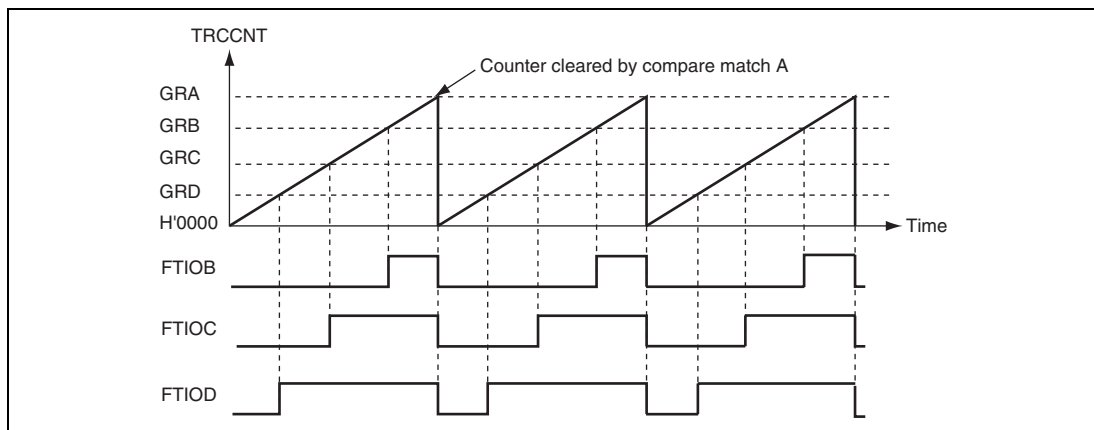 TRCCNT
Counter cleared by compare match A
GRA
GRB
GRC
GRD
H'0000
Time
FTIOB
FTIOC
FTIOD